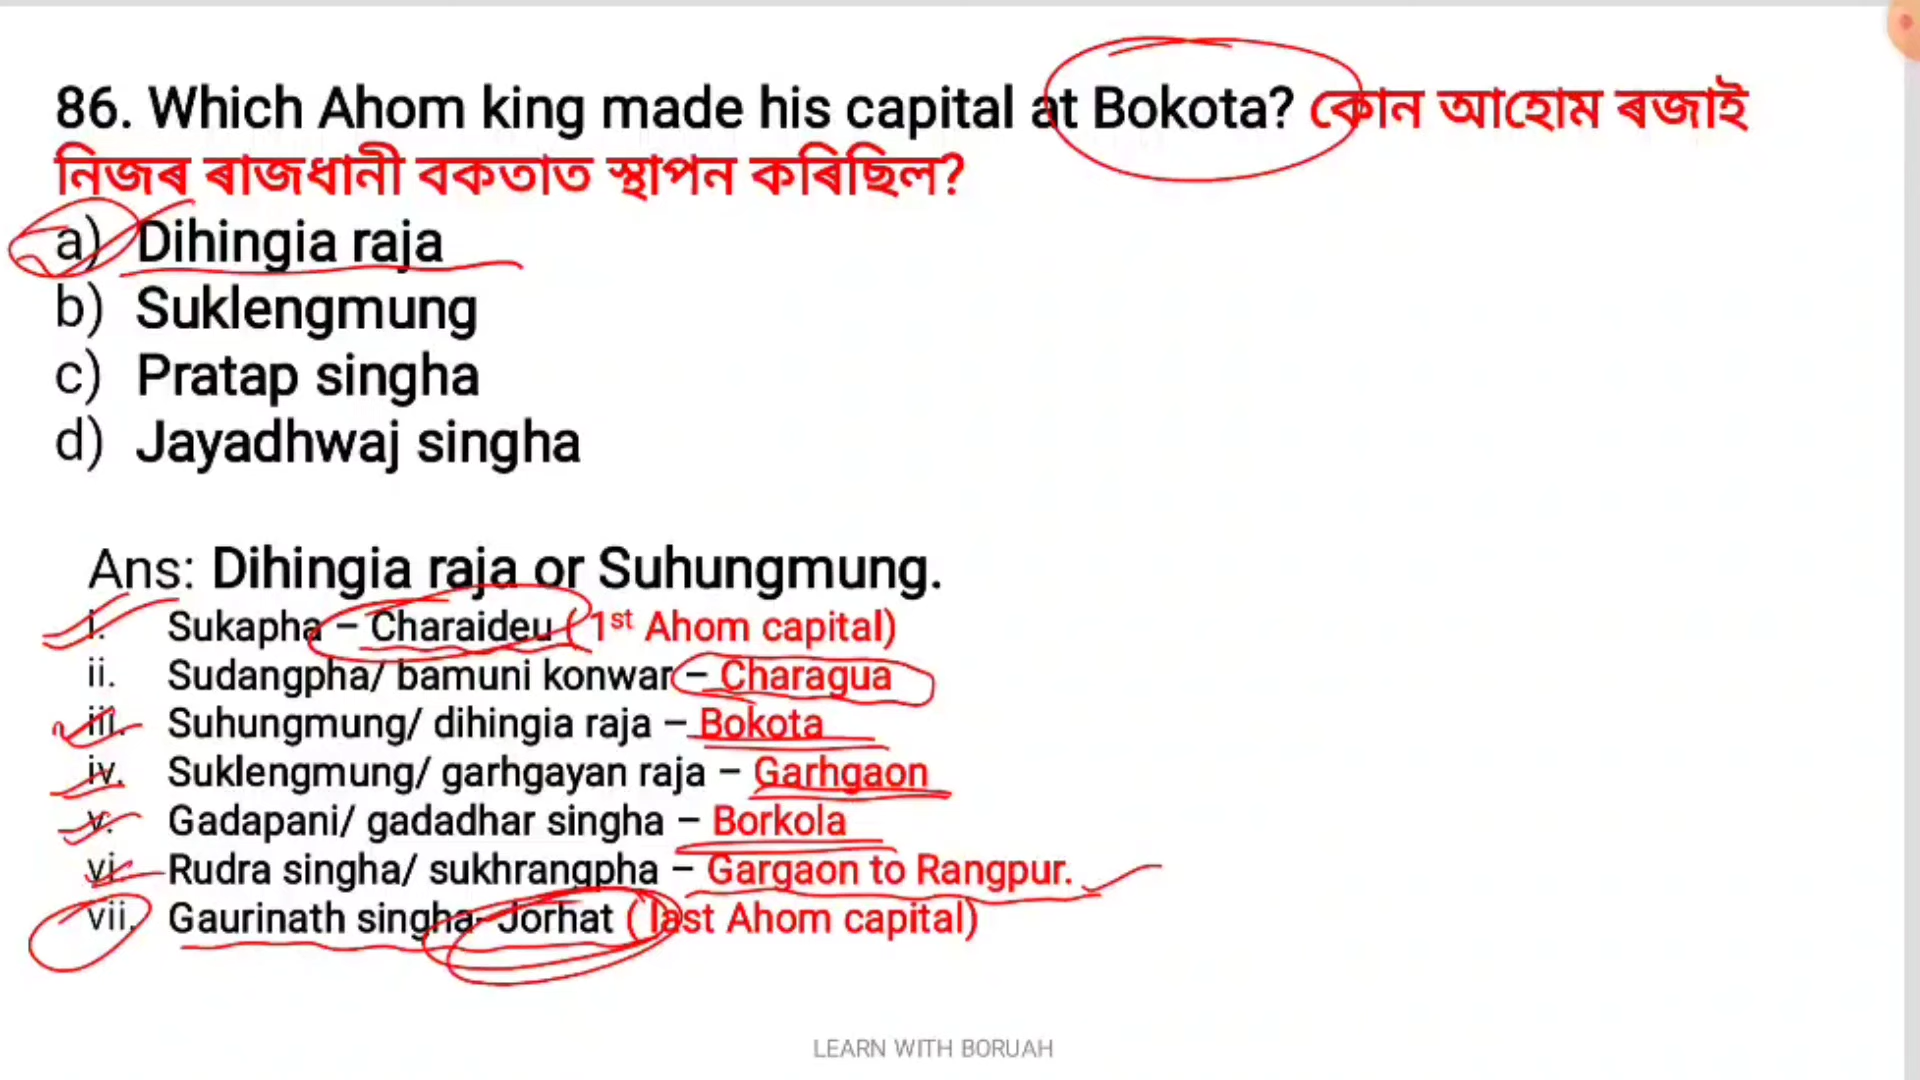 86. Which Ahom king made his capital at Bokota? কোন আহোম ৰজাই
নিজৰ ৰাজধানী বকতাত স্থাপন কৰিছিল?
a) Dihingia raja
b) Suklengmung
c) Pratap singha
d) Jayadhwaj singha
Ans: Dihingia raja or Suhungmung.
i. Sukapha – Charaideu (1st Ahom capital)
ii. Sudangpha/ bamuni konwar – Charagua
iii. Suhungmung/ dihingia raja – Bokota
iv. Suklengmung/ garhgayan raja – Garhgaon
v. Gadapani/ gadadhar singha – Borkola
vi. Rudra singha/ sukhrangpha – Gargaon to Rangpur.
vii. Gaurinath singha- Jorhat ( last Ahom capital)
LEARN WITH BORUAH